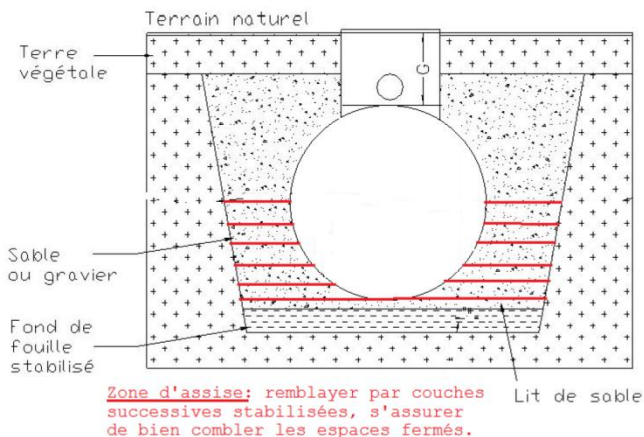 Terrain naturel
Terre
végétale
G
Sable
ou gravier
Fond de
fouille
stabilisé
Lit de sable
Zone d'assise: remblayer par couches
successives stabilisées, s'assurer
de bien combler les espaces fermés.